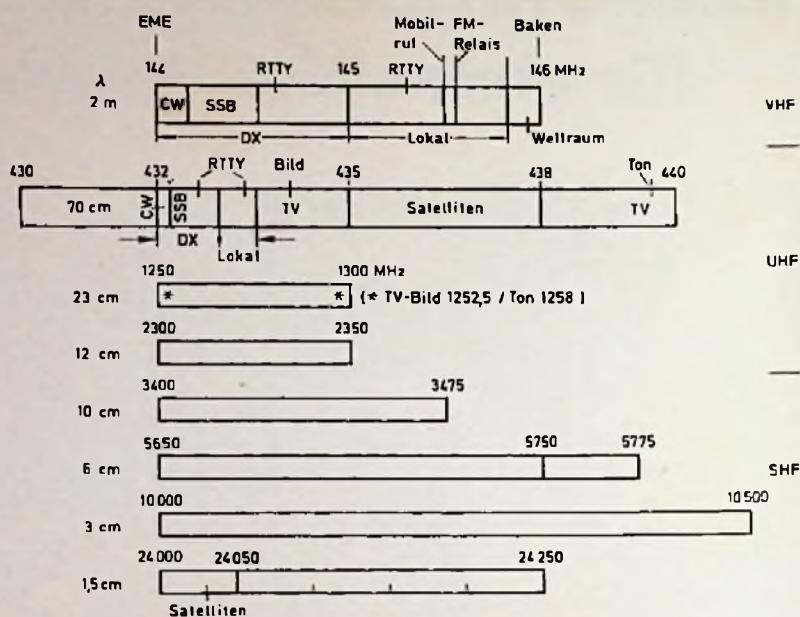 EME Mobil- FM- Baken
ruf Relais
λ 144 RTTY 145 RTTY 146 MHz
2 m CW SSB VHF
DX Lokal Weltraum
430 432 RTTY Bild 435 438 Ton 440
70 cm CW SSB TV Satelliten TV
DX Lokal
1250 1300 MHz UHF
23 cm * * (* TV-Bild 1252,5 / Ton 1258 )
2300 2350
12 cm
3400 3475
10 cm
5650 5750 5775
6 cm SHF
10 000 10 500
3 cm
24 000 24 050 24 250
1,5 cm
Satelliten